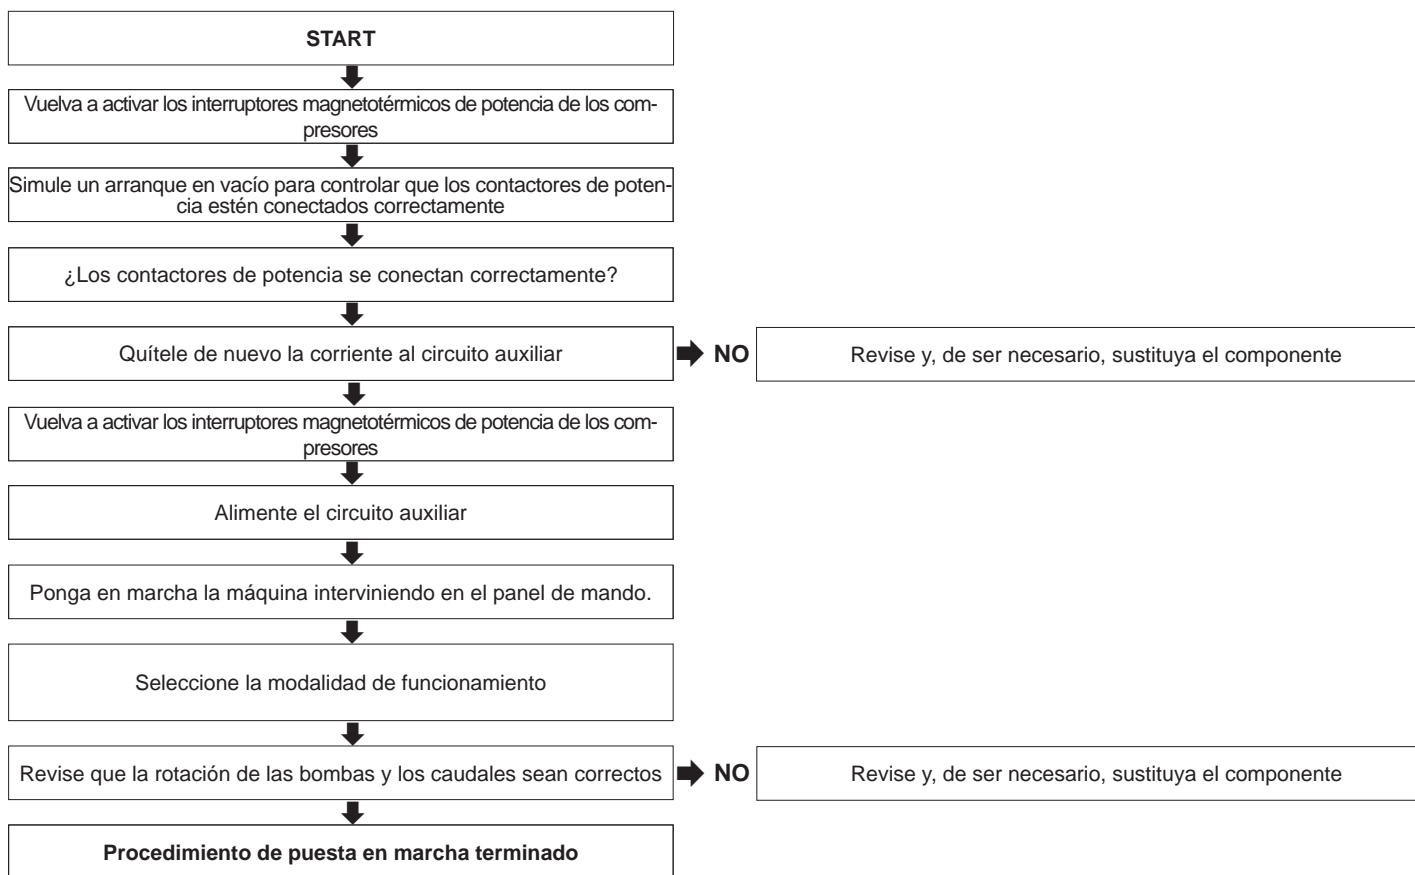 START
Vuelva a activar los interruptores magnetotérmicos de potencia de los com-
presores
Simule un arranque en vacío para controlar que los contactores de poten-
cia estén conectados correctamente
¿Los contactores de potencia se conectan correctamente?
Quítele de nuevo la corriente al circuito auxiliar
NO
Revise y, de ser necesario, sustituya el componente
Vuelva a activar los interruptores magnetotérmicos de potencia de los com-
presores
Alimente el circuito auxiliar
Ponga en marcha la máquina interviniendo en el panel de mando.
Seleccione la modalidad de funcionamiento
Revise que la rotación de las bombas y los caudales sean correctos
NO
Revise y, de ser necesario, sustituya el componente
Procedimiento de puesta en marcha terminado